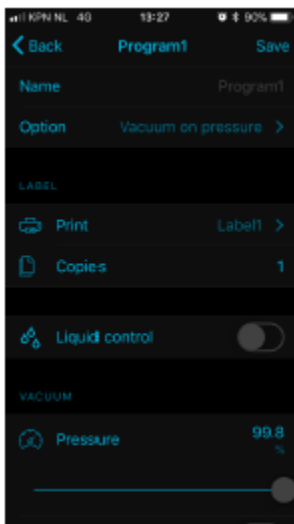 KPN NL 4G 13:27 90%
Back Program1 Save
Name Program1
Option Vacuum on pressure
LABEL
Print Label1
Copies 1
Liquid control
VACUUM
Pressure 99.8
%